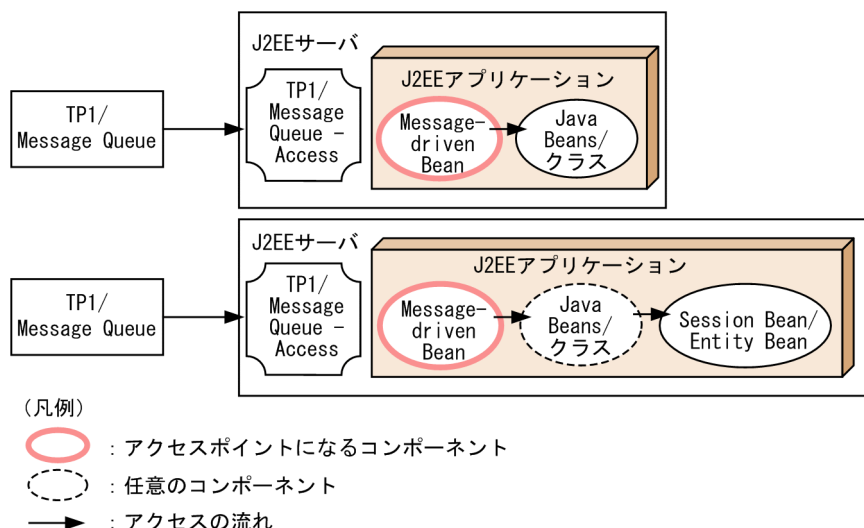 J2EEサーバ
J2EEアプリケーション
TP1/
Message Queue
TP1/
Message
Queue －
Access
Message-
driven
Bean
Java
Beans/
クラス
J2EEサーバ
J2EEアプリケーション
TP1/
Message Queue
TP1/
Message
Queue －
Access
Message-
driven
Bean
Java
Beans/
クラス
Session Bean/
Entity Bean
（凡例）
：アクセスポイントになるコンポーネント
：任意のコンポーネント
：アクセスの流れ